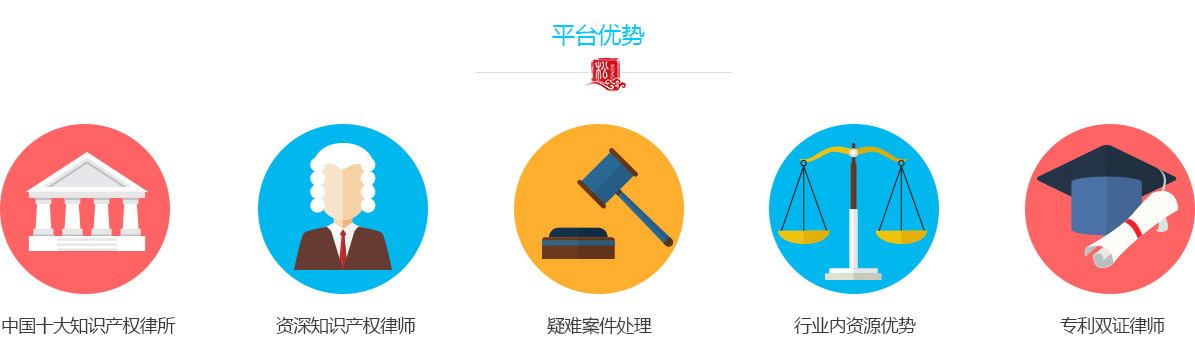 平台优势
松
中国十大知识产权律所
资深知识产权律师
疑难案件处理
行业内资源优势
专利双证律师